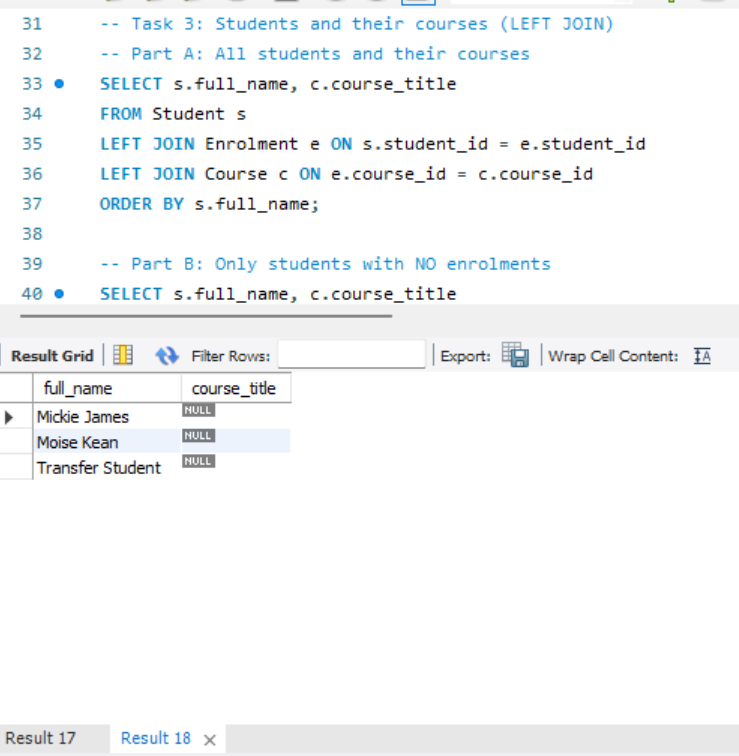 31 -- Task 3: Students and their courses (LEFT JOIN)
32 -- Part A: All students and their courses
33 SELECT s.full_name, c.course_title
34 FROM Student s
35 LEFT JOIN Enrolment e ON s.student_id = e.student_id
36 LEFT JOIN Course c ON e.course_id = c.course_id
37 ORDER BY s.full_name;
38
39 -- Part B: Only students with NO enrolments
40 SELECT s.full_name, c.course_title
Result Grid Filter Rows: Export: Wrap Cell Content: IA
full_name course_title
Mickie James NULL
Moise Kean NULL
Transfer Student NULL
Result 17 Result 18